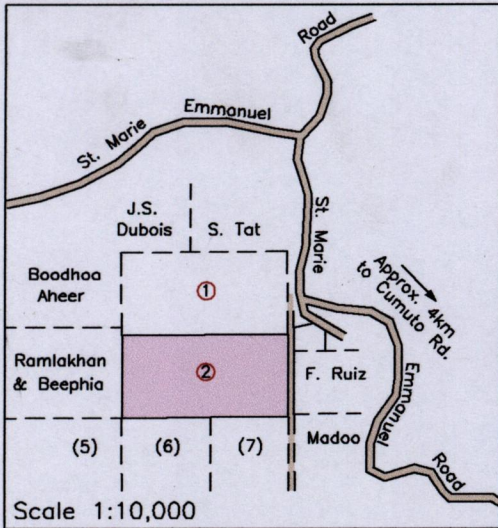 Road
Emmanuel
St. Marie
J.S.
Dubois
S. Tat
St. Marie
Boodhoa
Aheer
1
Approx. 4km
to Cumuto Rd.
Ramlakhan
& Beephia
2
F. Ruiz
Emmanuel
(5)
(6)
(7)
Madoo
Road
Scale 1:10,000